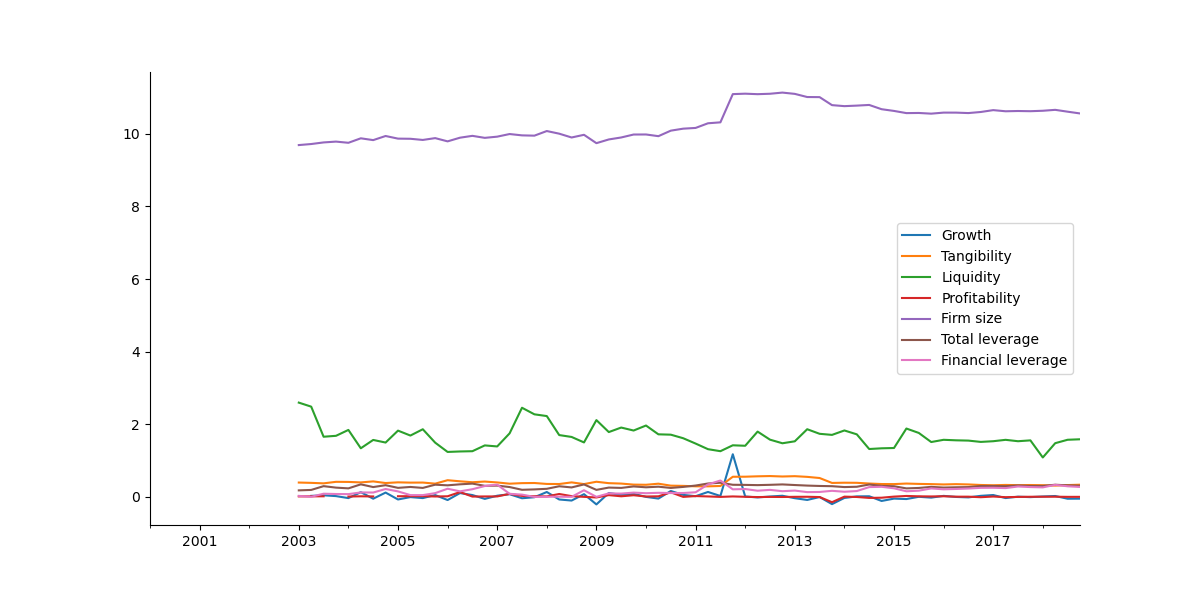 10
8
6
4
2
0
Growth
Tangibility
Liquidity
Profitability
Firm size
Total leverage
Financial leverage
2001 2003 2005 2007 2009 2011 2013 2015 2017